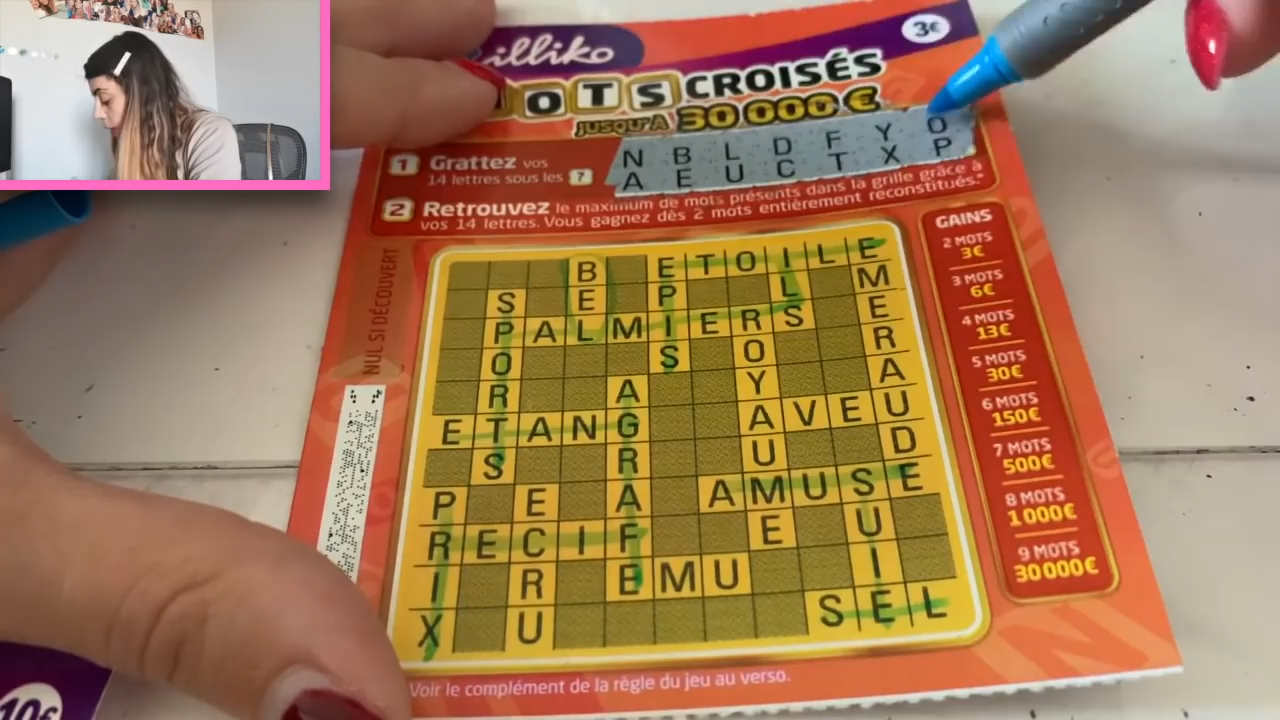 illiko
3€
OTS CROISÉS
JUSQU'À 30 000 €
1 Grattez vos
14 lettres sous les ?
N B L D F Y O
A E U C T X P
2 Retrouvez le maximum de mots présents dans la grille grâce à
vos 14 lettres. Vous gagnez dès 2 mots entièrement reconstitués.*
NUL SI DÉCOUVERT
B E T O I L E
S E P L M
P A L M I E R S E
O S O R
R A Y A
E T A N G A V E U
S R U D
P E A A M U S E
R E C I F E U
I R E M U I
X U S E L
GAINS
2 MOTS
3€
3 MOTS
6€
4 MOTS
13€
5 MOTS
30€
6 MOTS
150€
7 MOTS
500€
8 MOTS
1 000€
9 MOTS
30 000€
Voir le complément de la règle du jeu au verso.
10€